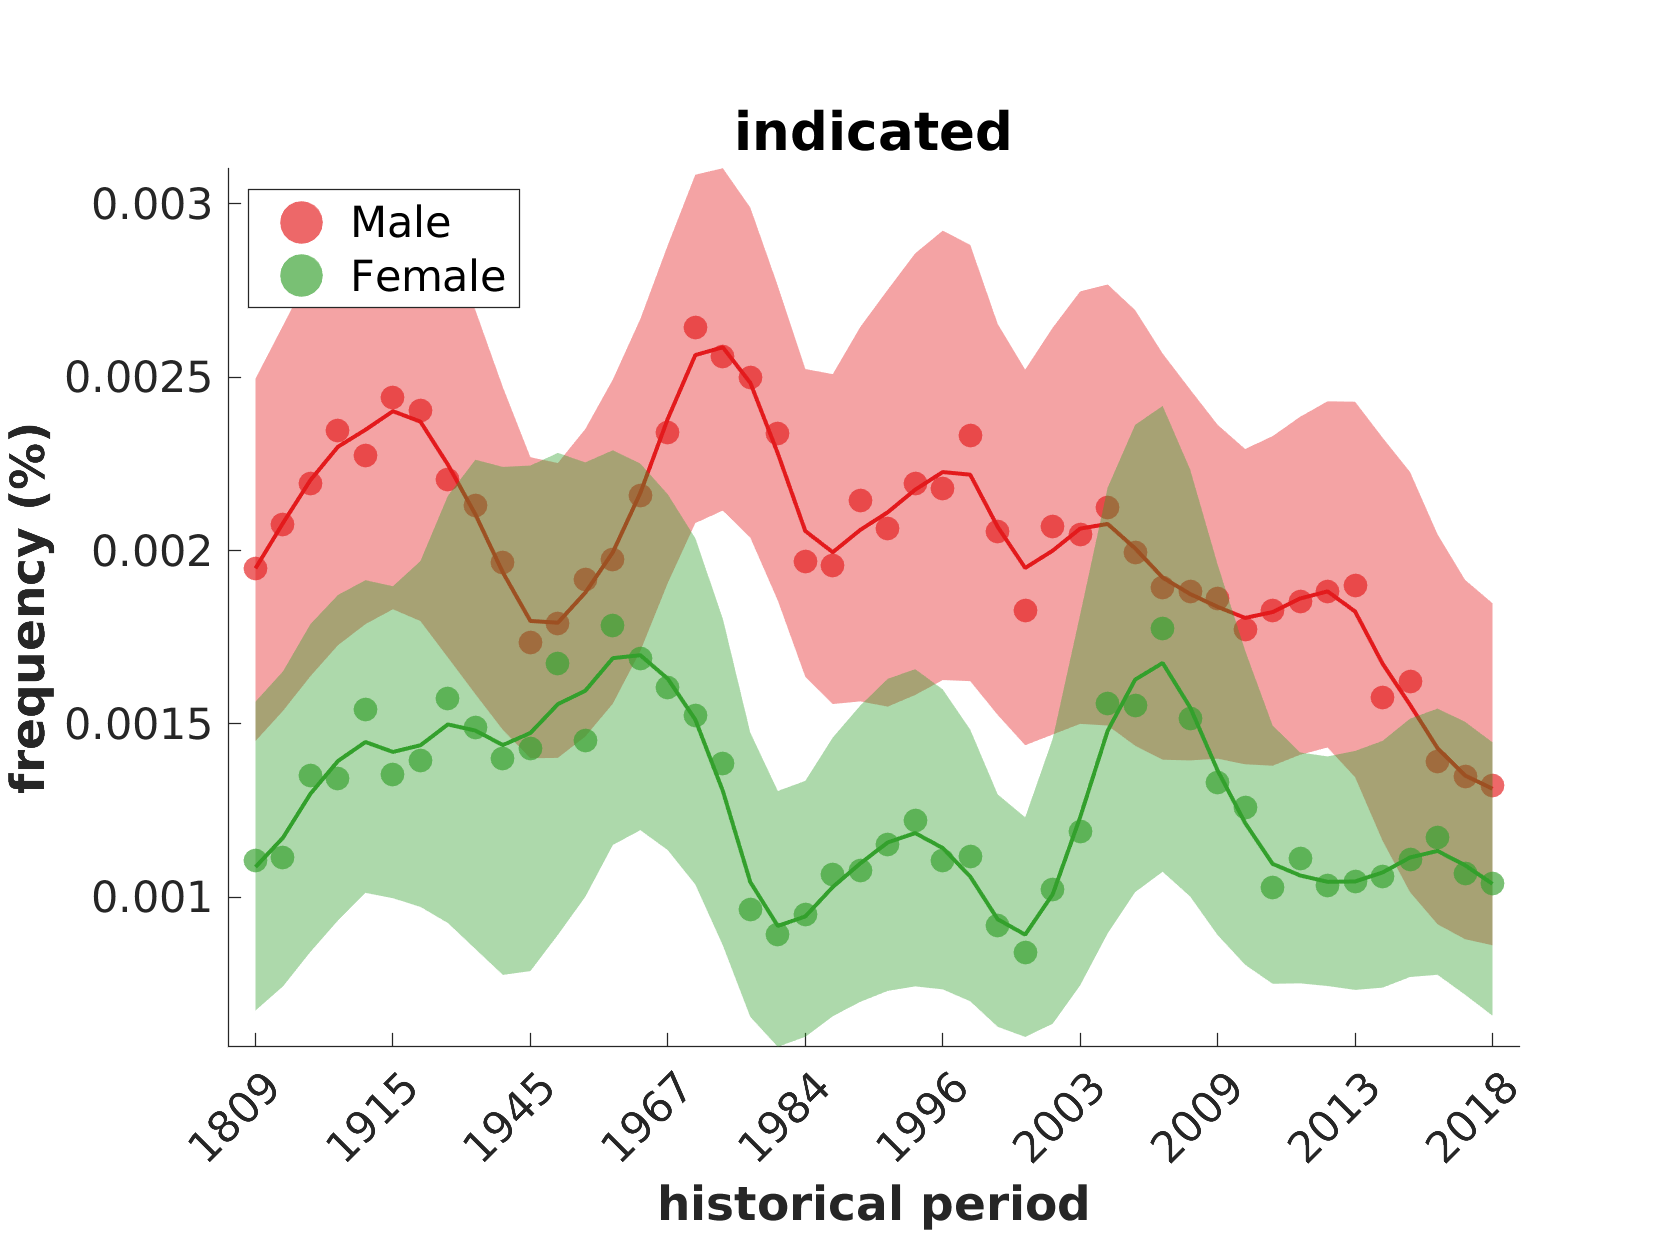 indicated
Male
Female
frequency (%)
0.003
0.0025
0.002
0.0015
0.001
1809 1915 1945 1967 1984 1996 2003 2009 2013 2018
historical period